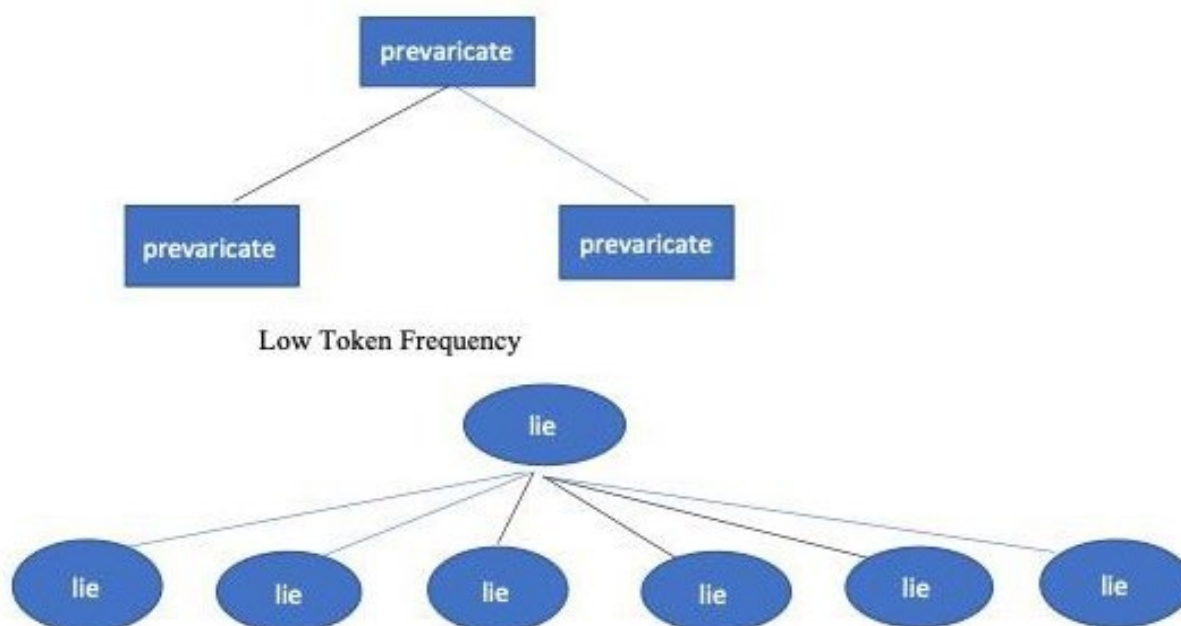 prevaricate
prevaricate prevaricate
Low Token Frequency
lie
lie lie lie lie lie lie